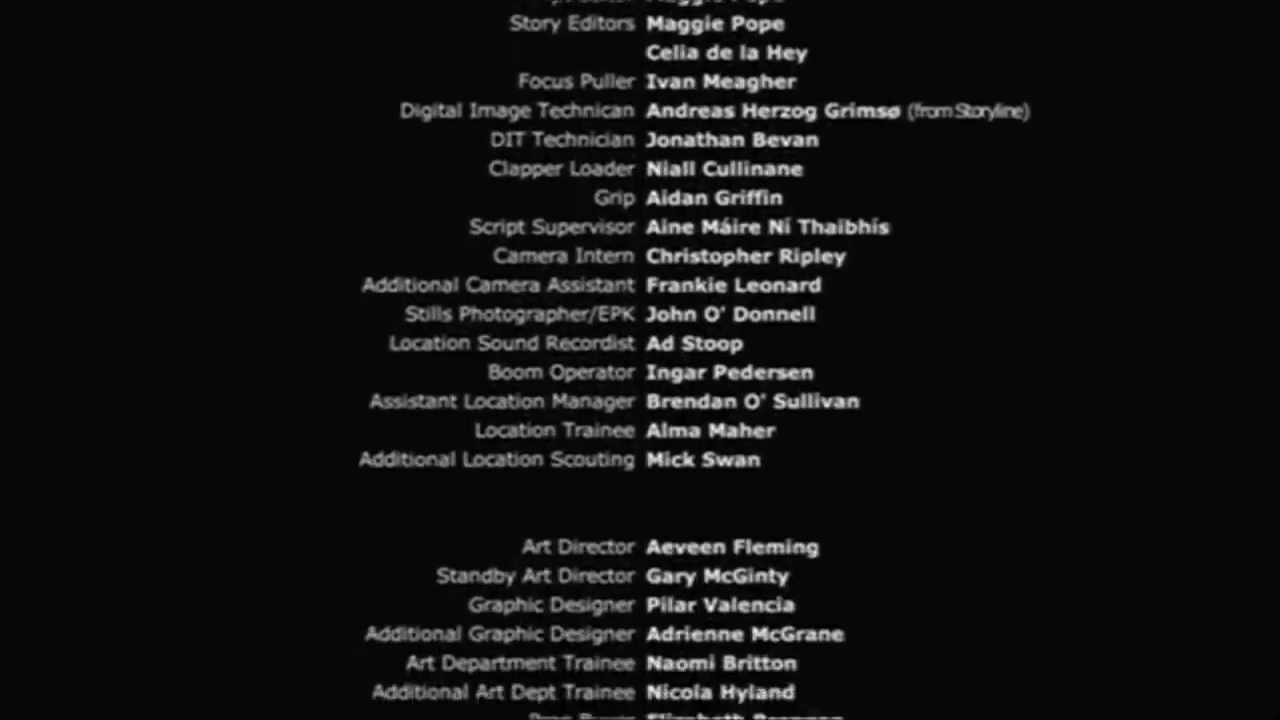 Story Editors Maggie Pope
Celia de la Hey
Focus Puller Ivan Meagher
Digital Image Technican Andreas Herzog Grimsø (from Storyline)
DIT Technician Jonathan Bevan
Clapper Loader Niall Cullinane
Grip Aidan Griffin
Script Supervisor Aine Máire Ní Thaibhís
Camera Intern Christopher Ripley
Additional Camera Assistant Frankie Leonard
Stills Photographer/EPK John O' Donnell
Location Sound Recordist Ad Stoop
Boom Operator Ingar Pedersen
Assistant Location Manager Brendan O' Sullivan
Location Trainee Alma Maher
Additional Location Scouting Mick Swan
Art Director Aeveen Fleming
Standby Art Director Gary McGinty
Graphic Designer Pilar Valencia
Additional Graphic Designer Adrienne McGrane
Art Department Trainee Naomi Britton
Additional Art Dept Trainee Nicola Hyland